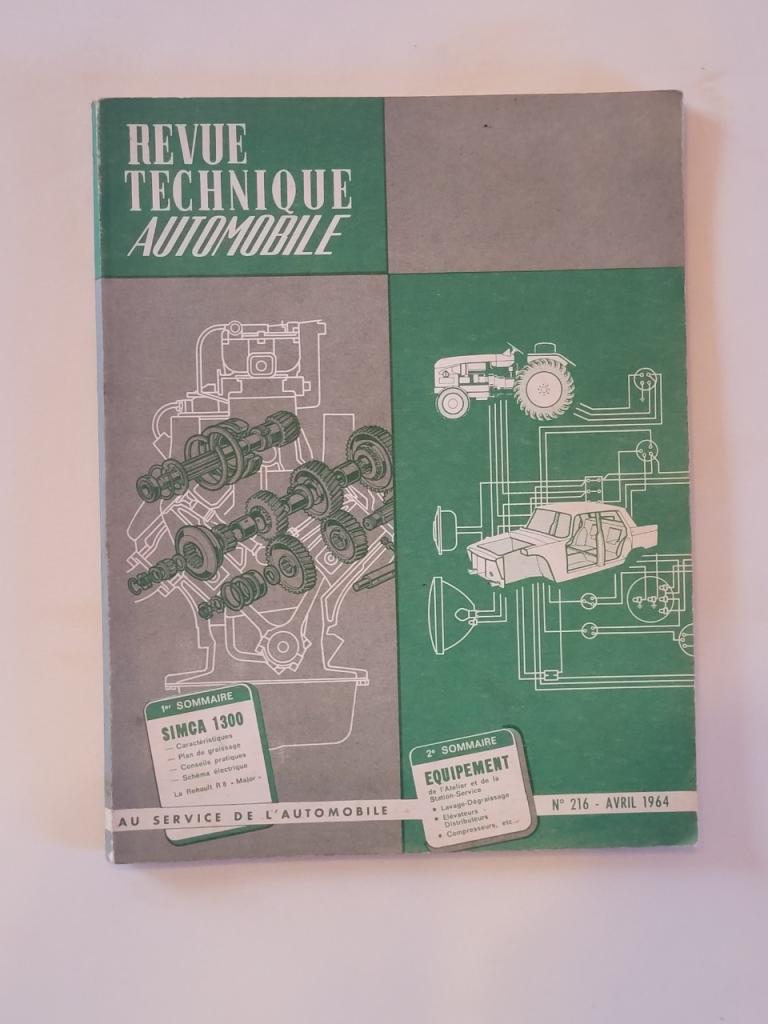 REVUE
TECHNIQUE
AUTOMOBILE
1er SOMMAIRE
SIMCA 1300
— Caractéristiques
— Plan de graissage
— Conseils pratiques
— Schéma électrique
La Renault R 8 « Major »
2e SOMMAIRE
EQUIPEMENT
de l'Atelier et de la
Station-Service
• Lavage-Dégraissage
• Elévateurs -
Distributeurs
• Compresseurs, etc...
AU SERVICE DE L'AUTOMOBILE
N° 216 - AVRIL 1964